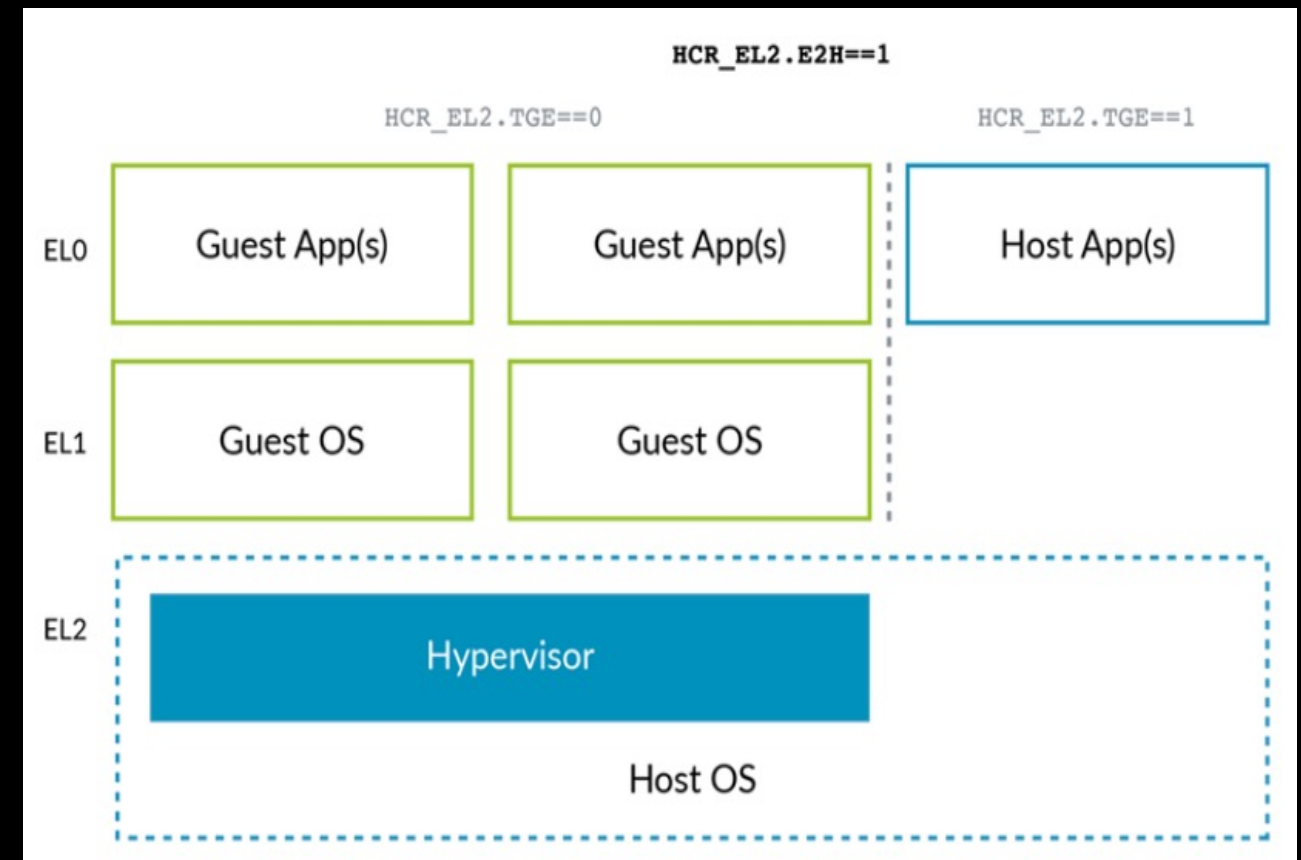 HCR_EL2.E2H==1
HCR_EL2.TGE==0
HCR_EL2.TGE==1
EL0
Guest App(s)
Guest App(s)
Host App(s)
EL1
Guest OS
Guest OS
EL2
Hypervisor
Host OS